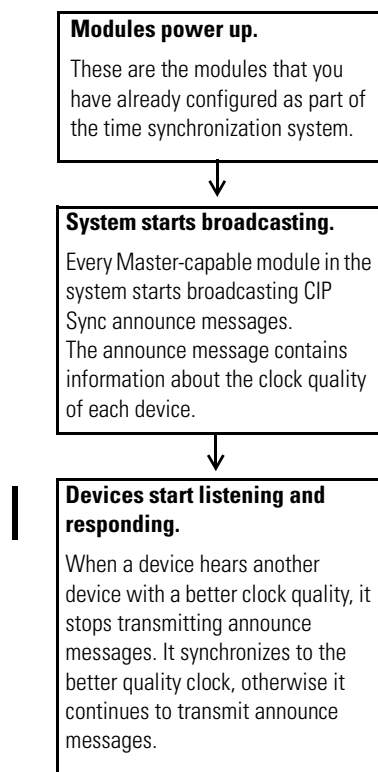 Modules power up.
These are the modules that you
have already configured as part of
the time synchronization system.
System starts broadcasting.
Every Master-capable module in the
system starts broadcasting CIP
Sync announce messages.
The announce message contains
information about the clock quality
of each device.
Devices start listening and
responding.
When a device hears another
device with a better clock quality, it
stops transmitting announce
messages. It synchronizes to the
better quality clock, otherwise it
continues to transmit announce
messages.